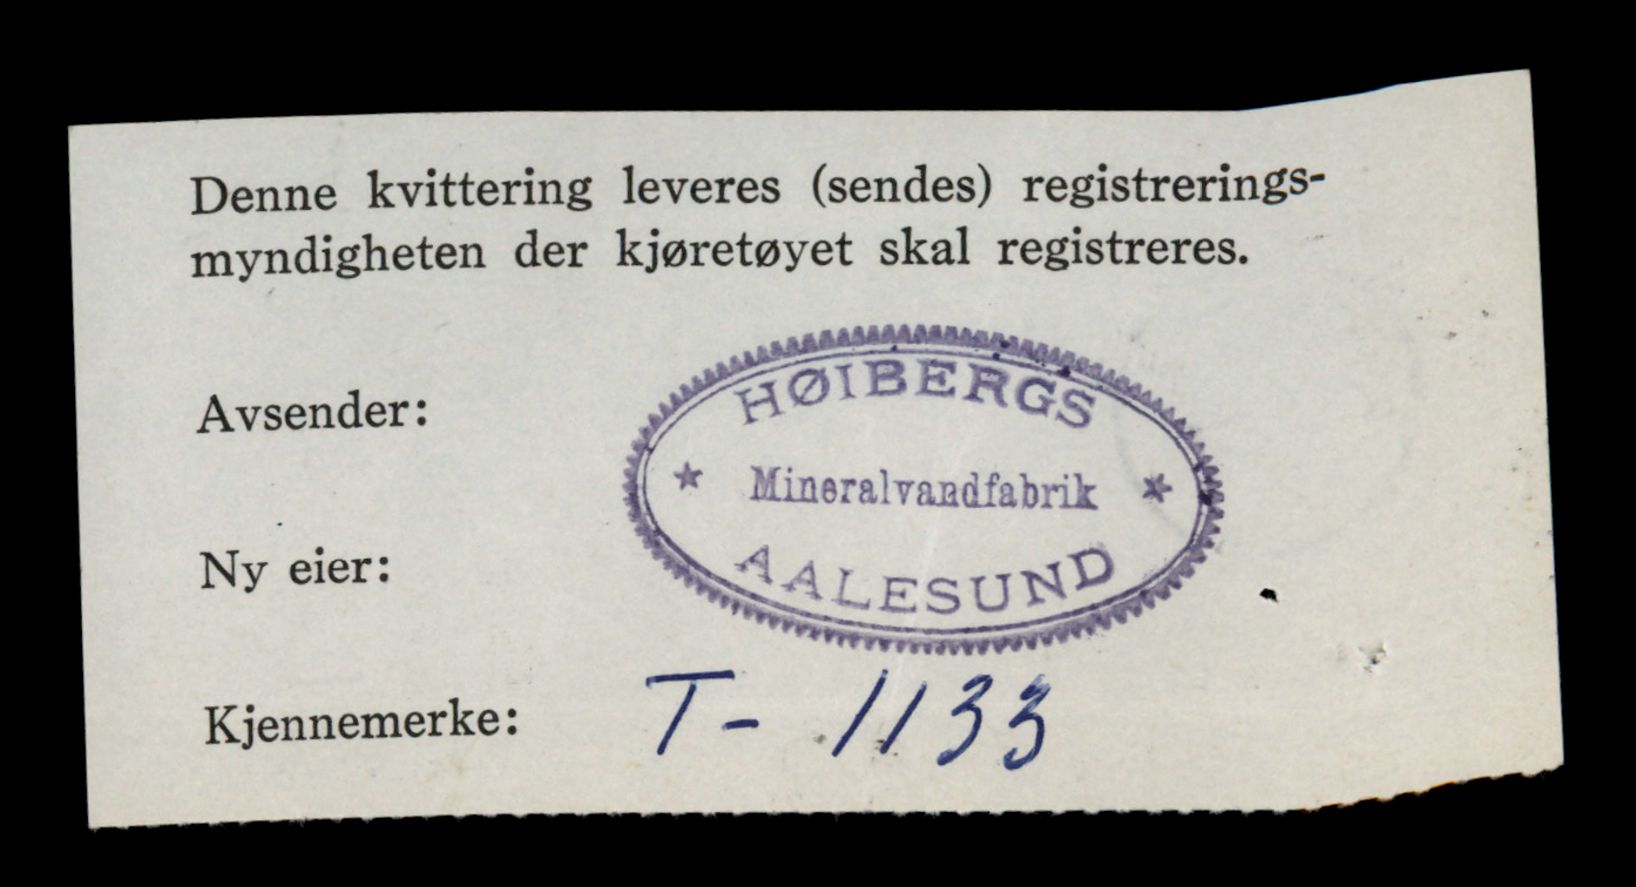 Denne kvittering leveres (sendes) registrerings-
myndigheten der kjøretøyet skal registreres.
Avsender:
HØIBERGS
★ Mineralvandfabrik ★
AALESUND
Ny eier:
Kjennemerke: T- 1133